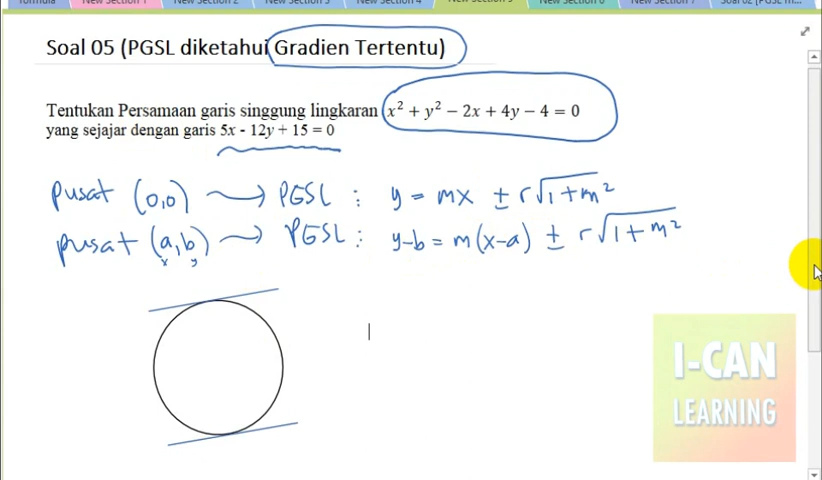 Soal 05 (PGSL diketahui Gradien Tertentu)
Tentukan Persamaan garis singgung lingkaran x² + y² − 2x + 4y − 4 = 0
yang sejajar dengan garis 5x - 12y + 15 = 0
pusat (0,0) → PGSL : y = mx ± r√1+m²
pusat (a,b) → PGSL : y-b = m(x-a) ± r√1+m²
x y
I-CAN
LEARNING